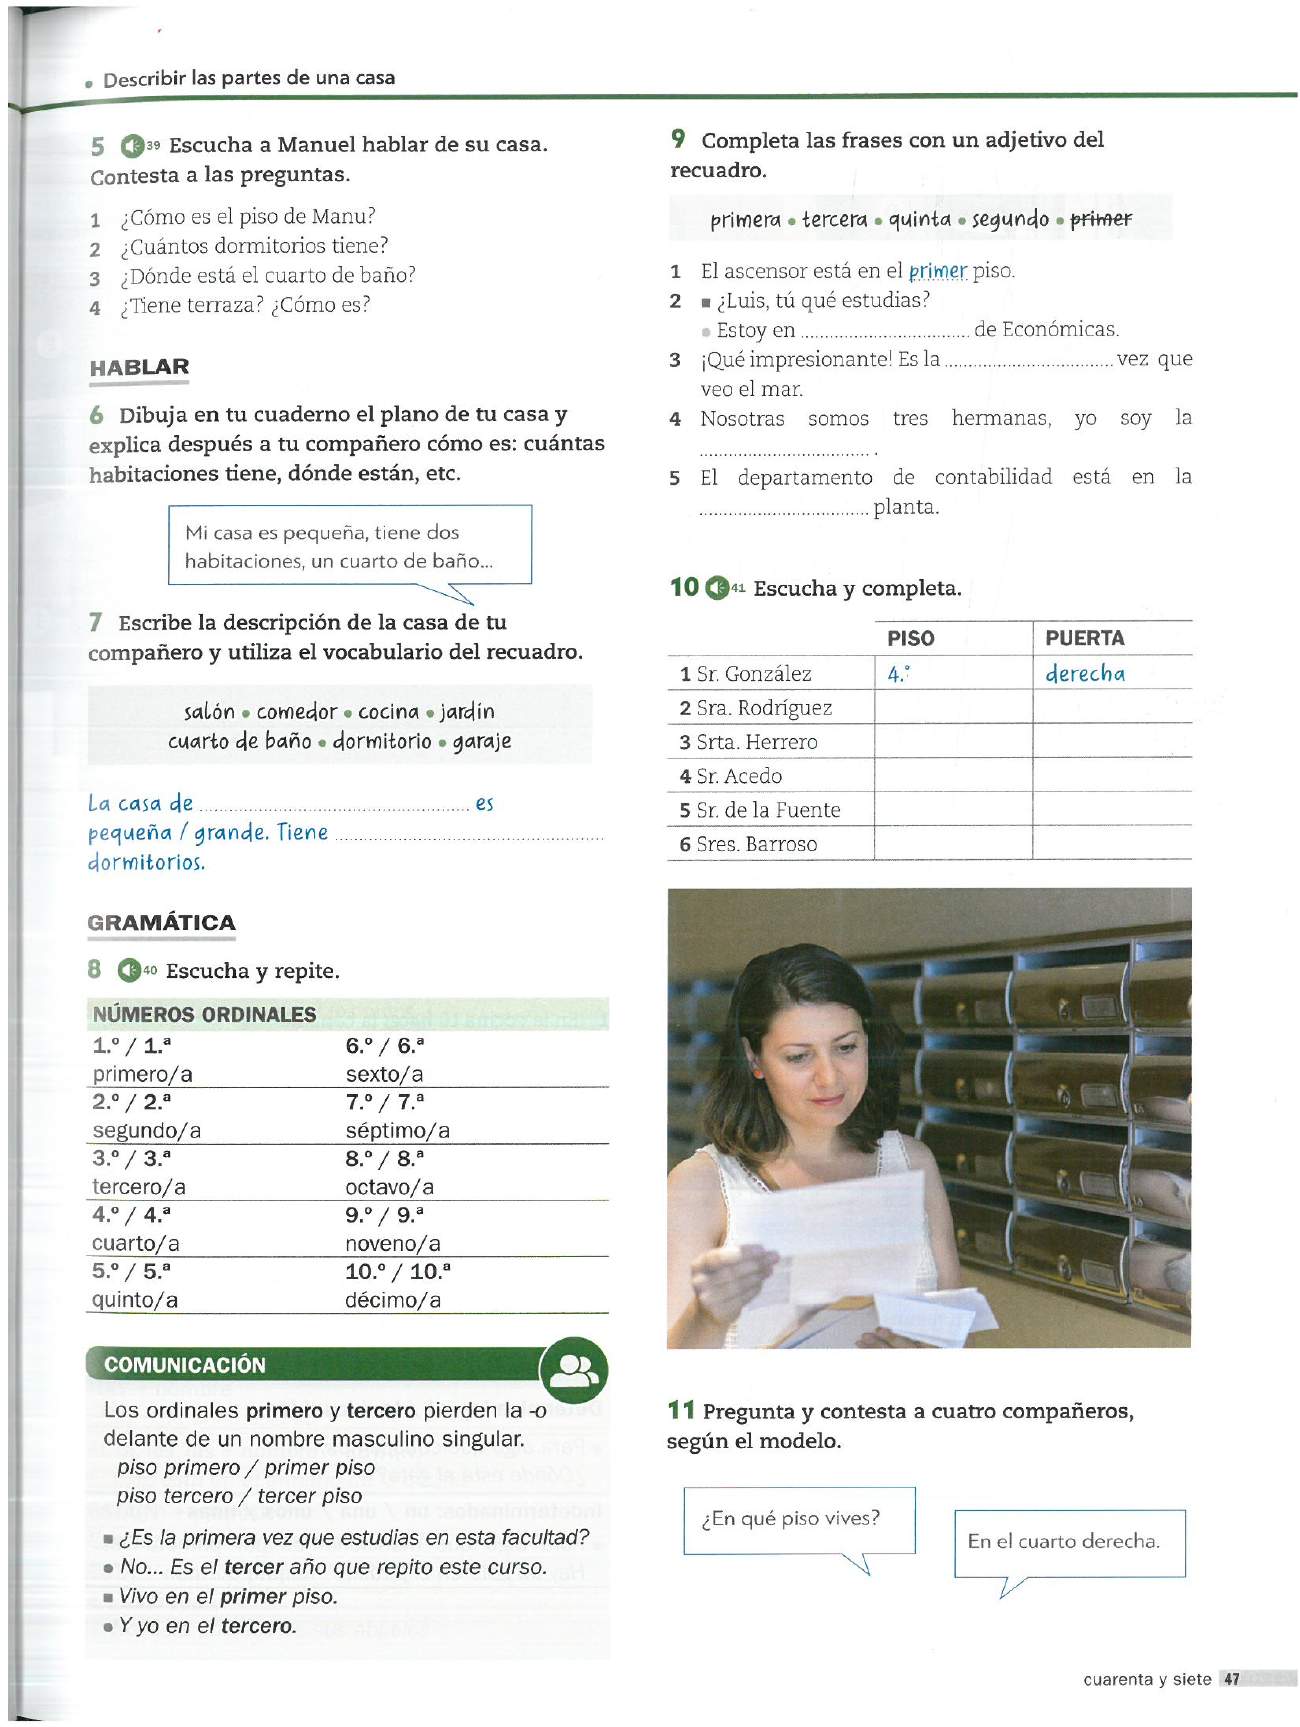 • Describir las partes de una casa
5 39 Escucha a Manuel hablar de su casa.
Contesta a las preguntas.
1 ¿Cómo es el piso de Manu?
2 ¿Cuántos dormitorios tiene?
3 ¿Dónde está el cuarto de baño?
4 ¿Tiene terraza? ¿Cómo es?
HABLAR
6 Dibuja en tu cuaderno el plano de tu casa y
explica después a tu compañero cómo es: cuántas
habitaciones tiene, dónde están, etc.
Mi casa es pequeña, tiene dos
habitaciones, un cuarto de baño...
7 Escribe la descripción de la casa de tu
compañero y utiliza el vocabulario del recuadro.
salón • comedor • cocina • jardín
cuarto de baño • dormitorio • garaje
La casa de ........................................ es
pequeña / grande. Tiene ........................................
dormitorios.
GRAMÁTICA
8 40 Escucha y repite.
NÚMEROS ORDINALES
1.º / 1.ª 6.º / 6.ª
primero/a sexto/a
2.º / 2.ª 7.º / 7.ª
segundo/a séptimo/a
3.º / 3.ª 8.º / 8.ª
tercero/a octavo/a
4.º / 4.ª 9.º / 9.ª
cuarto/a noveno/a
5.º / 5.ª 10.º / 10.ª
quinto/a décimo/a
COMUNICACIÓN
Los ordinales primero y tercero pierden la -o
delante de un nombre masculino singular.
piso primero / primer piso
piso tercero / tercer piso
■ ¿Es la primera vez que estudias en esta facultad?
● No... Es el tercer año que repito este curso.
■ Vivo en el primer piso.
● Y yo en el tercero.
9 Completa las frases con un adjetivo del
recuadro.
primera • tercera • quinta • segundo • primer
1 El ascensor está en el primer piso.
2 ■ ¿Luis, tú qué estudias?
● Estoy en .................................. de Económicas.
3 ¡Qué impresionante! Es la .................................. vez que
veo el mar.
4 Nosotras somos tres hermanas, yo soy la
.................................. .
5 El departamento de contabilidad está en la
.................................. planta.
10 41 Escucha y completa.
PISO PUERTA
1 Sr. González 4.º derecha
2 Sra. Rodríguez
3 Srta. Herrero
4 Sr. Acedo
5 Sr. de la Fuente
6 Sres. Barroso
11 Pregunta y contesta a cuatro compañeros,
según el modelo.
¿En qué piso vives?
En el cuarto derecha.
cuarenta y siete 47